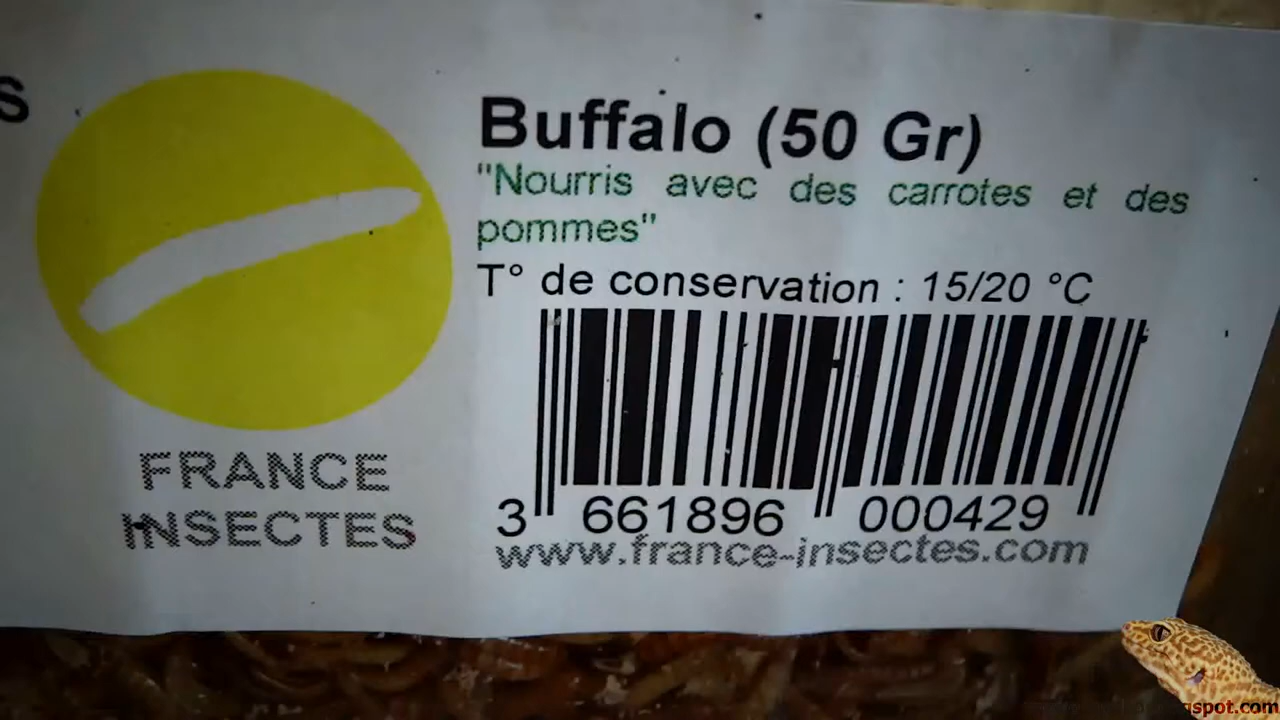 s
FRANCE
INSECTES
Buffalo (50 Gr)
"Nourris avec des carrotes et des
pommes"
T° de conservation : 15/20 °C
3 661896 000429
www.france-insectes.com